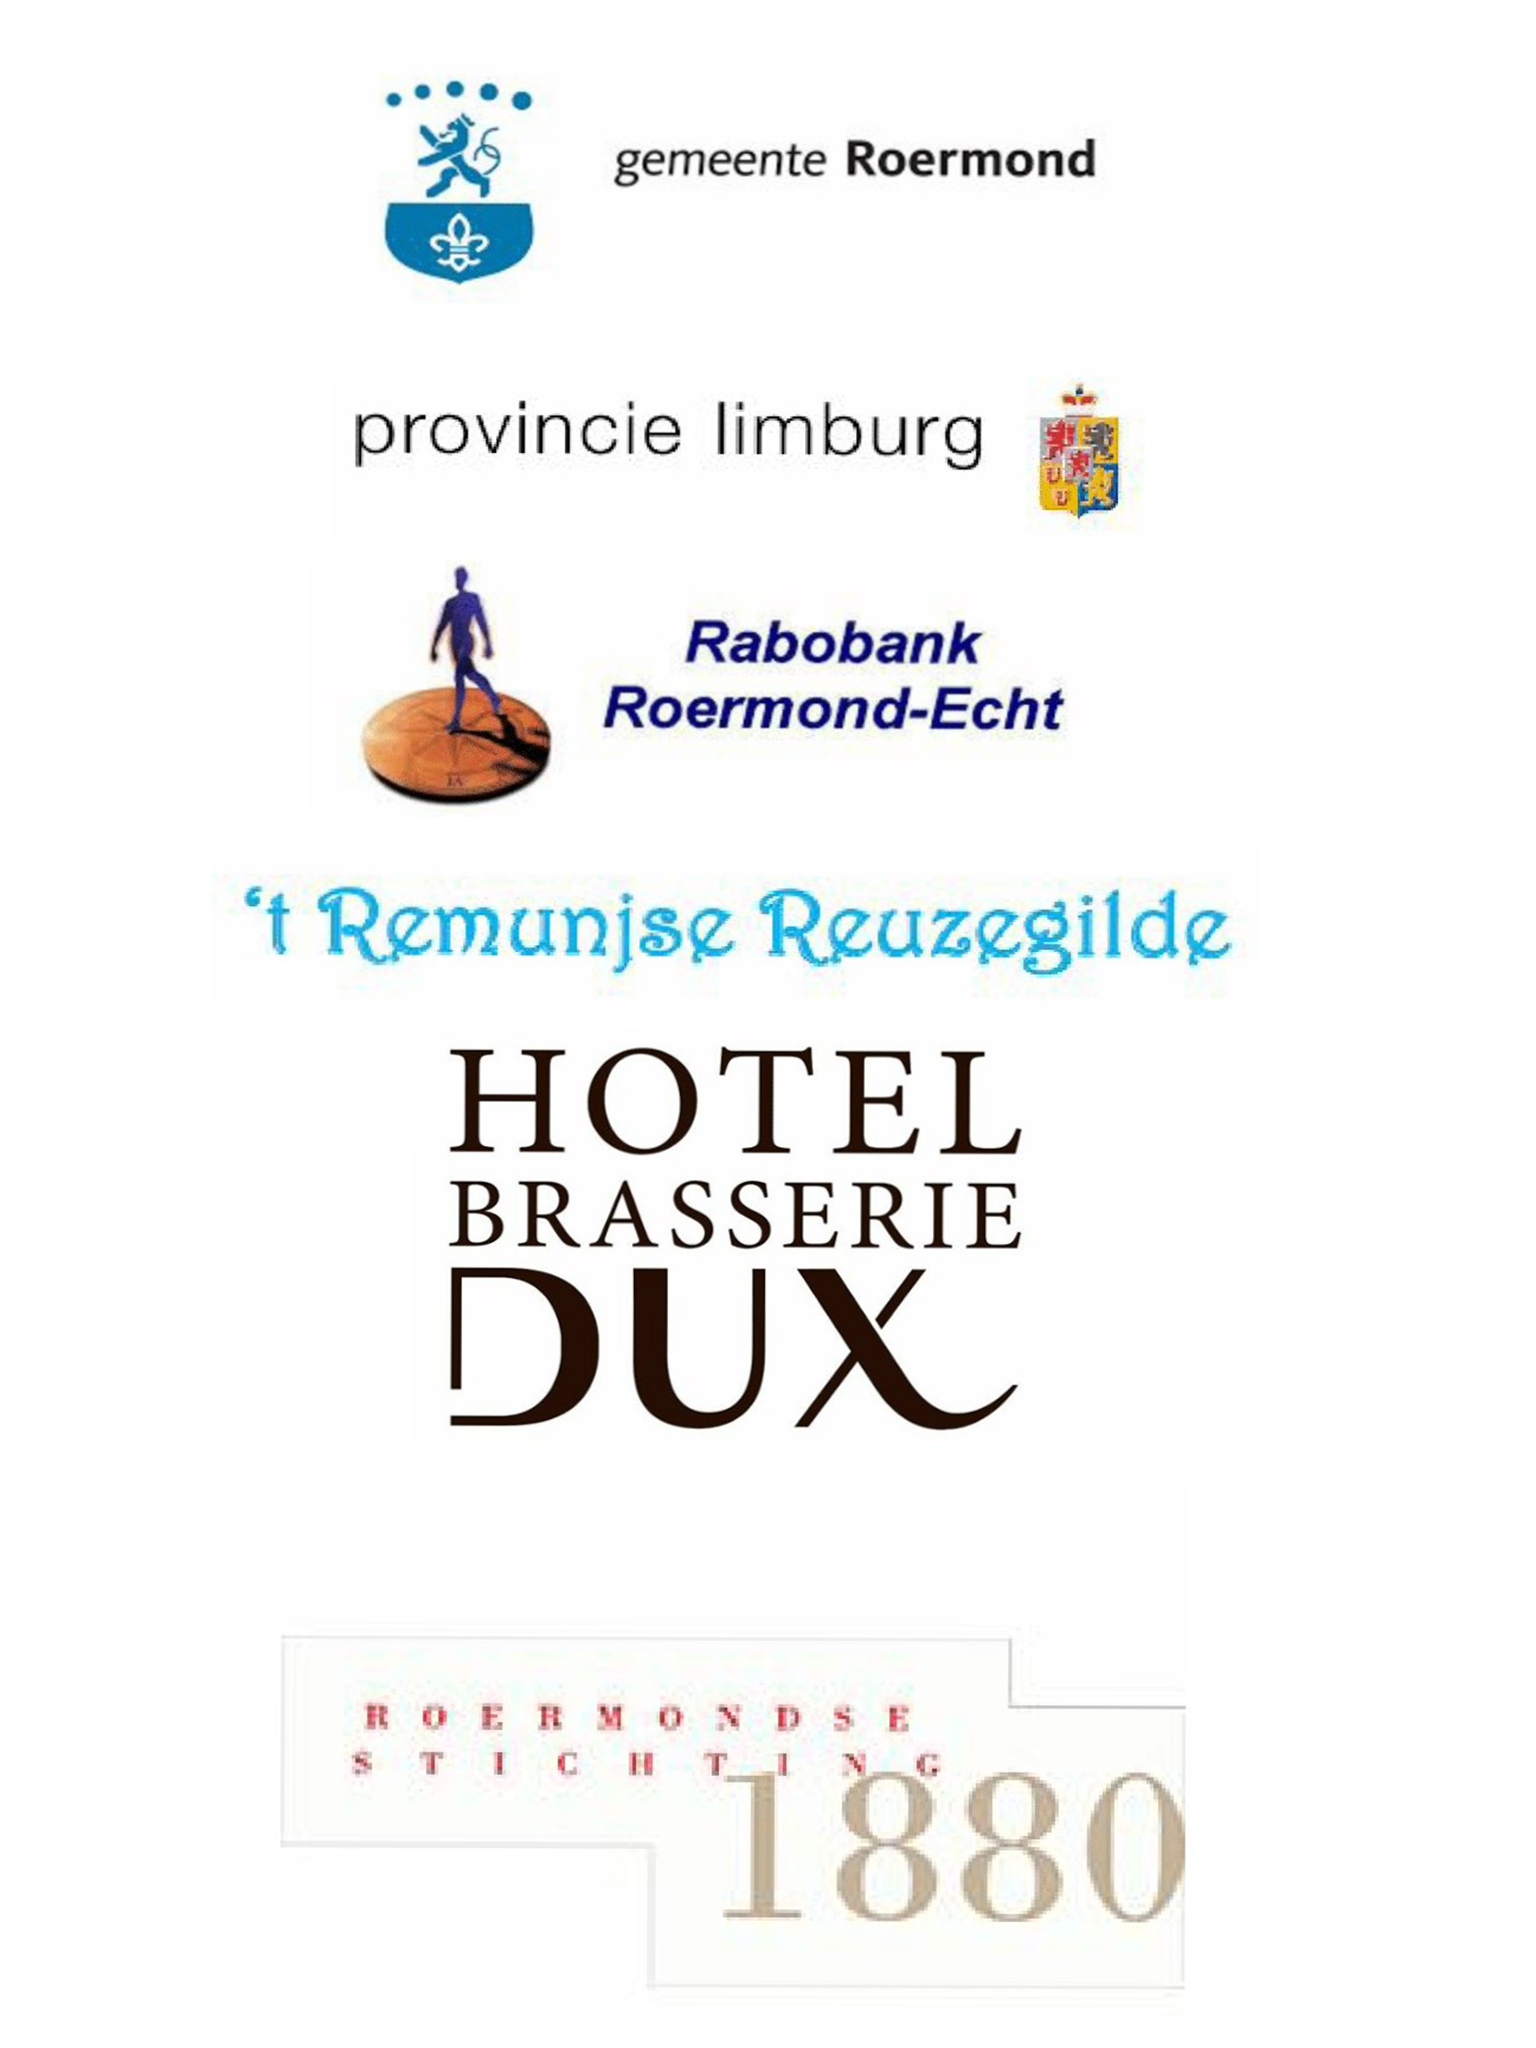 gemeente Roermond
provincie limburg
Rabobank
Roermond-Echt
‘t Remunjse Reuzegilde
HOTEL
BRASSERIE
DUX
ROERMONDSE
STICHTING
1880